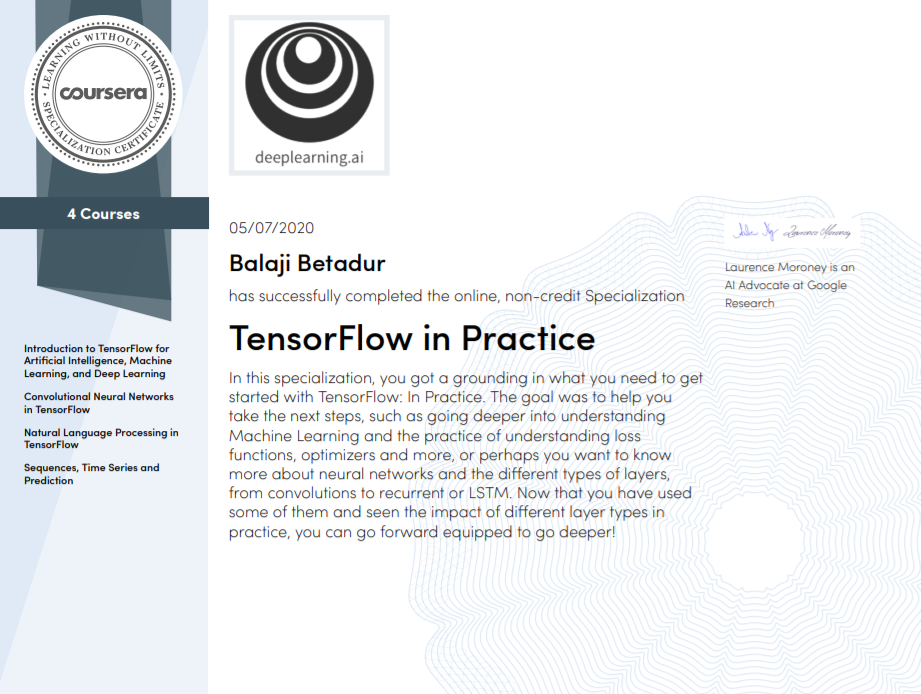 LEARNING WITHOUT LIMITS
coursera
SPECIALIZATION CERTIFICATE
4 Courses
Introduction to TensorFlow for
Artificial Intelligence, Machine
Learning, and Deep Learning
Convolutional Neural Networks
in TensorFlow
Natural Language Processing in
TensorFlow
Sequences, Time Series and
Prediction
deeplearning.ai
05/07/2020
Balaji Betadur
has successfully completed the online, non-credit Specialization
TensorFlow in Practice
In this specialization, you got a grounding in what you need to get
started with TensorFlow: In Practice. The goal was to help you
take the next steps, such as going deeper into understanding
Machine Learning and the practice of understanding loss
functions, optimizers and more, or perhaps you want to know
more about neural networks and the different types of layers,
from convolutions to recurrent or LSTM. Now that you have used
some of them and seen the impact of different layer types in
practice, you can go forward equipped to go deeper!
Laurence Moroney
Laurence Moroney is an
AI Advocate at Google
Research